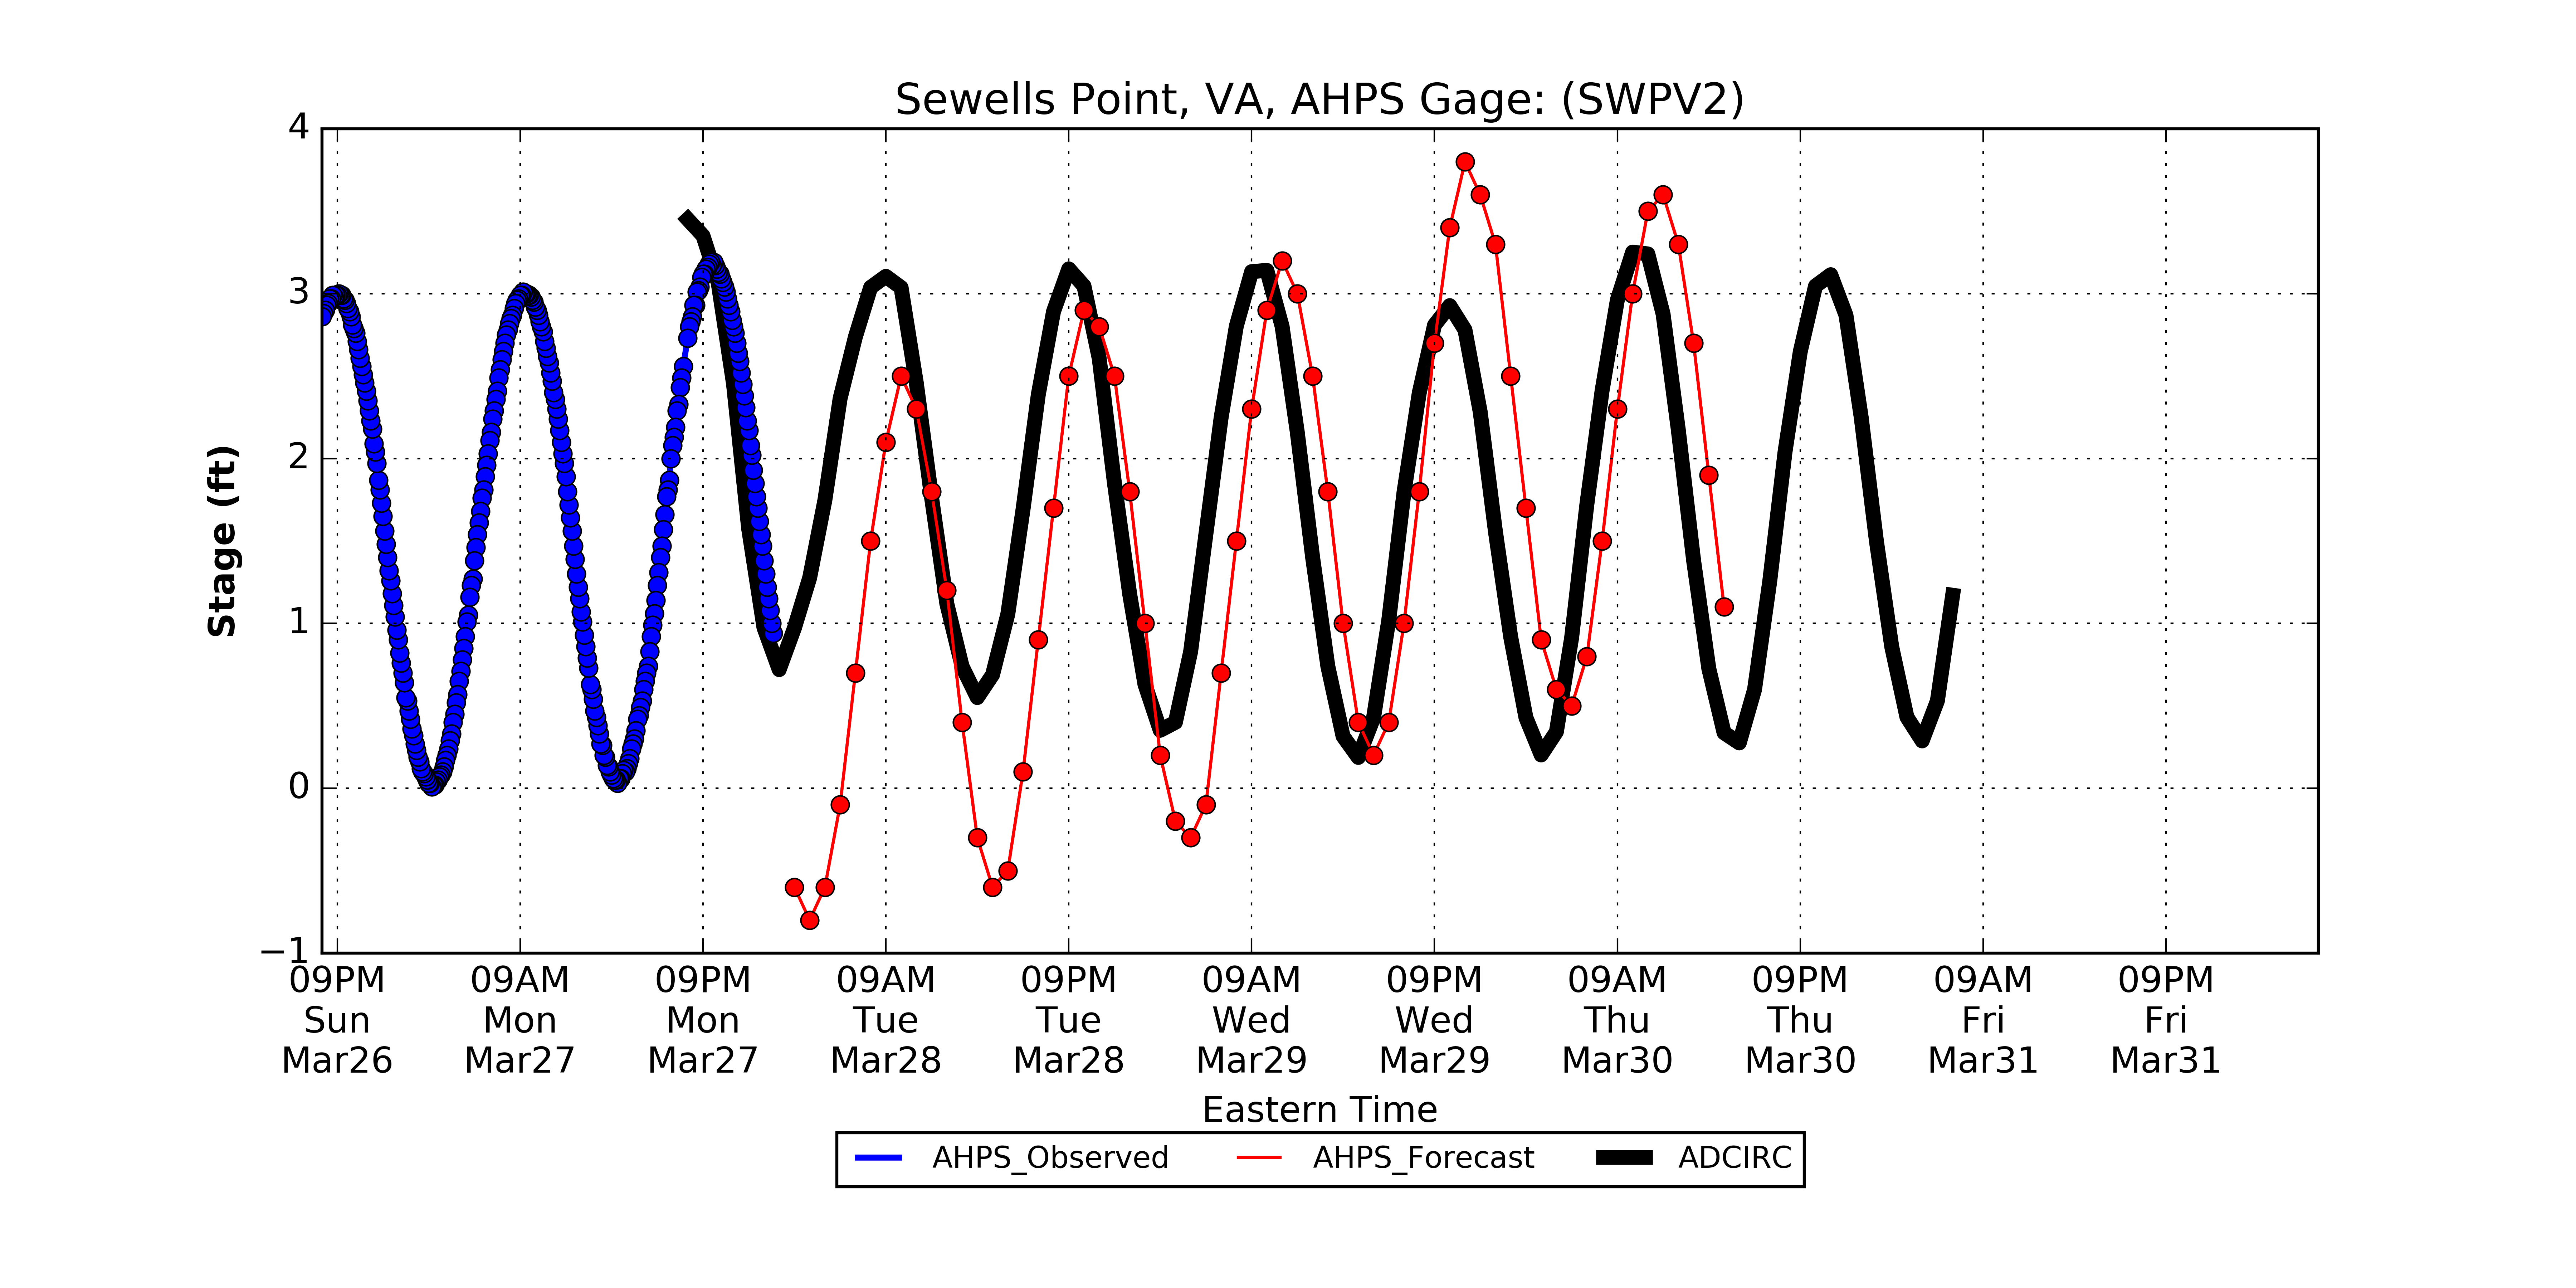 Sewells Point, VA, AHPS Gage: (SWPV2)
4
3
2
1
0
−1
Stage (ft)
09PM 09AM 09PM 09AM 09PM 09AM 09PM 09AM 09PM 09AM 09PM
Sun Mon Mon Tue Tue Wed Wed Thu Thu Fri Fri
Mar26 Mar27 Mar27 Mar28 Mar28 Mar29 Mar29 Mar30 Mar30 Mar31 Mar31
Eastern Time
AHPS_Observed AHPS_Forecast ADCIRC